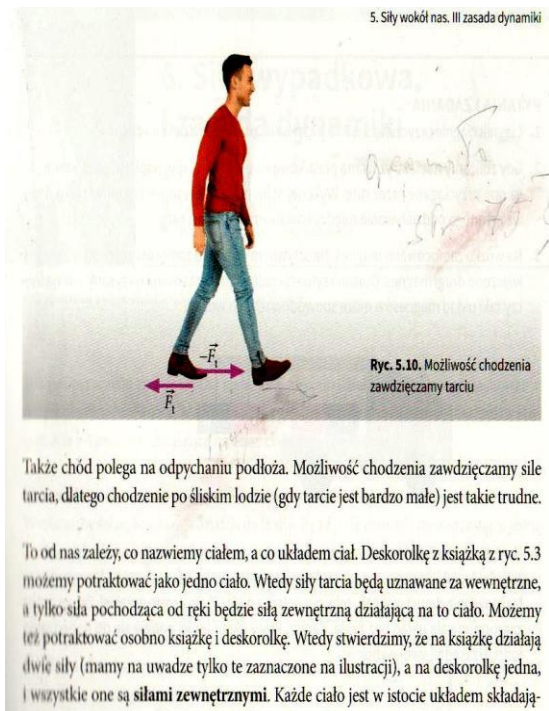 5. Siły wokół nas. III zasada dynamiki
–F⃗t
F⃗t
Ryc. 5.10. Możliwość chodzenia
zawdzięczamy tarciu
Także chód polega na odpychaniu podłoża. Możliwość chodzenia zawdzięczamy sile
tarcia, dlatego chodzenie po śliskim lodzie (gdy tarcie jest bardzo małe) jest takie trudne.
To od nas zależy, co nazwiemy ciałem, a co układem ciał. Deskorolkę z książką z ryc. 5.3
możemy potraktować jako jedno ciało. Wtedy siły tarcia będą uznawane za wewnętrzne,
a tylko siła pochodząca od ręki będzie siłą zewnętrzną działającą na to ciało. Możemy
też potraktować osobno książkę i deskorolkę. Wtedy stwierdzimy, że na książkę działają
dwie siły (mamy na uwadze tylko te zaznaczone na ilustracji), a na deskorolkę jedna,
i wszystkie one są siłami zewnętrznymi. Każde ciało jest w istocie układem składają-